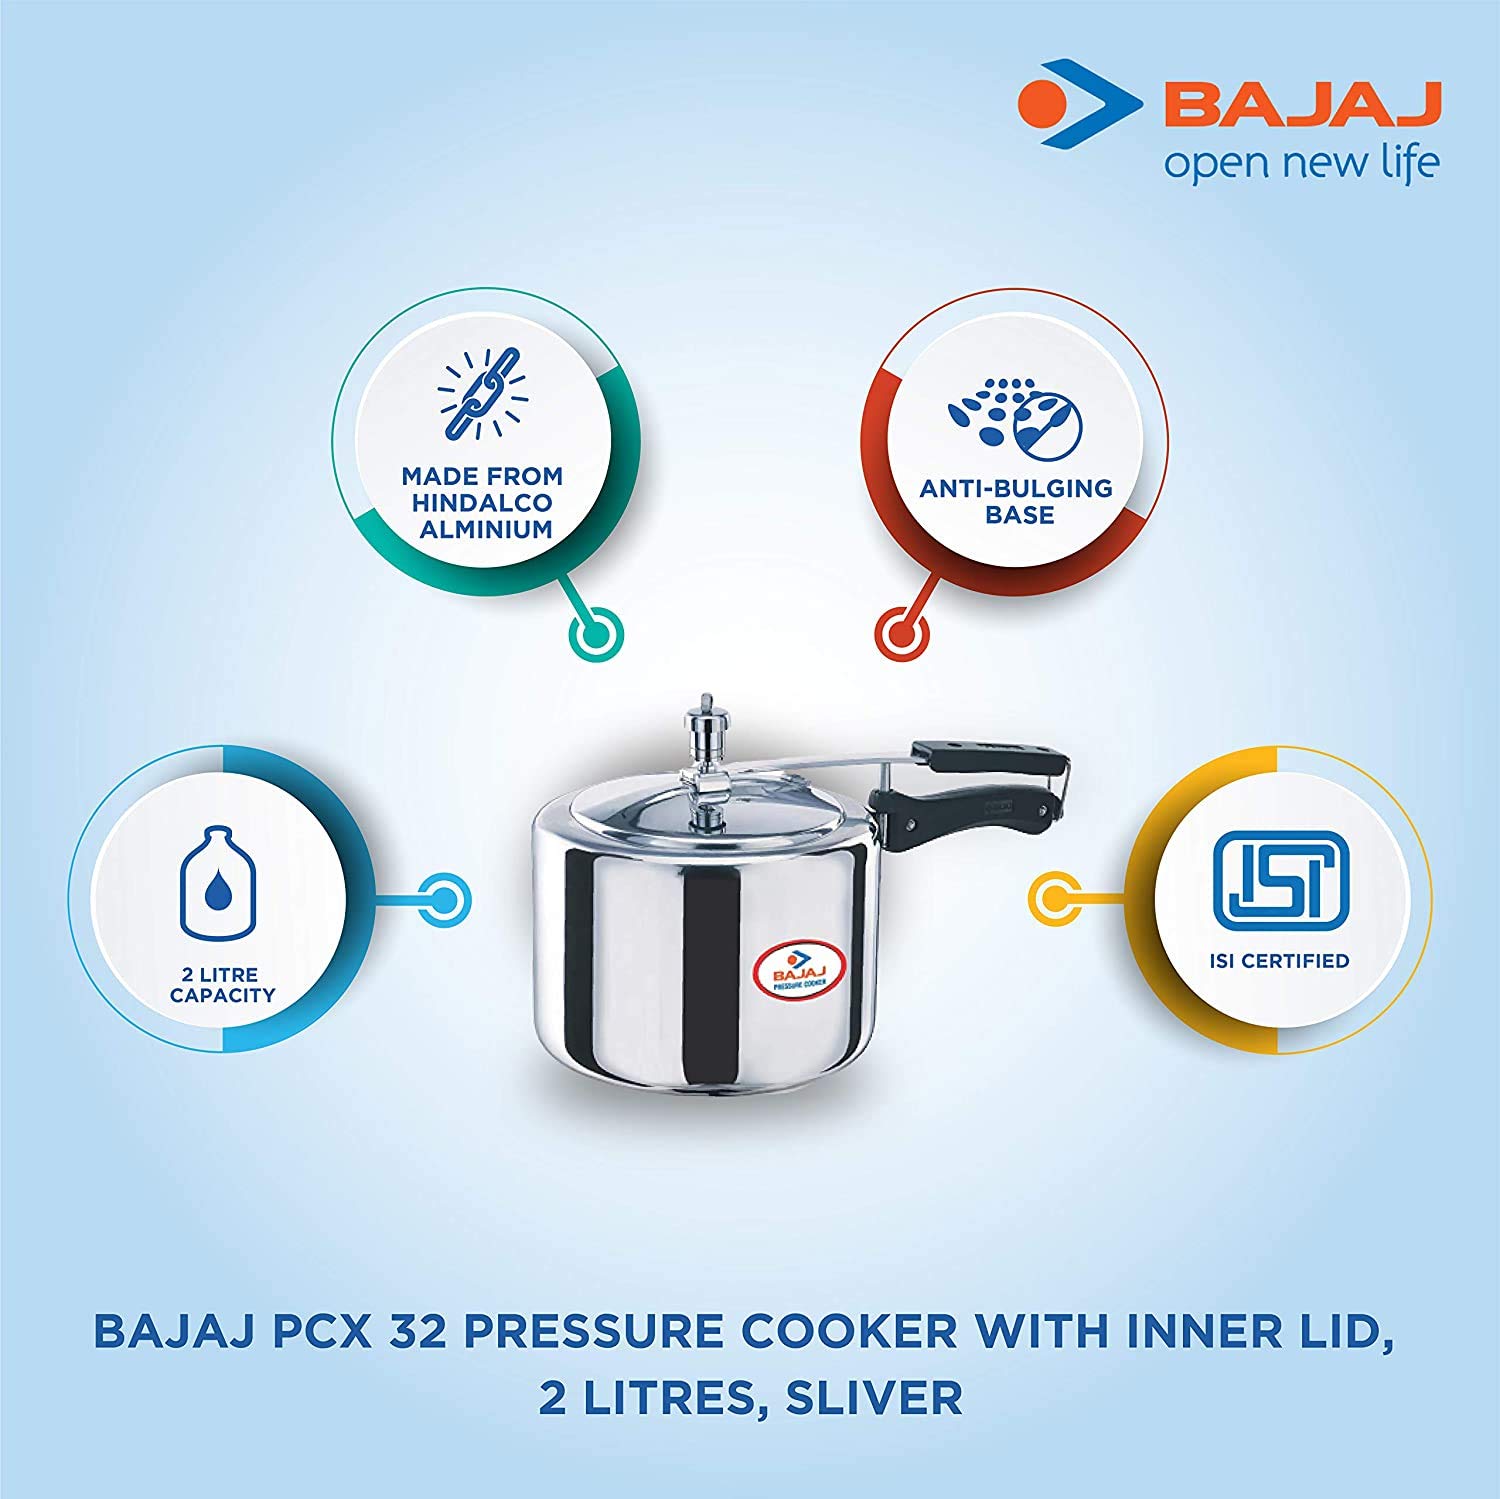 BAJAJ
open new life
MADE FROM
HINDALCO
ALMINIUM
ANTI-BULGING
BASE
2 LITRE
CAPACITY
BAJAJ
PRESSURE COOKER
ISI
ISI CERTIFIED
BAJAJ PCX 32 PRESSURE COOKER WITH INNER LID,
2 LITRES, SLIVER